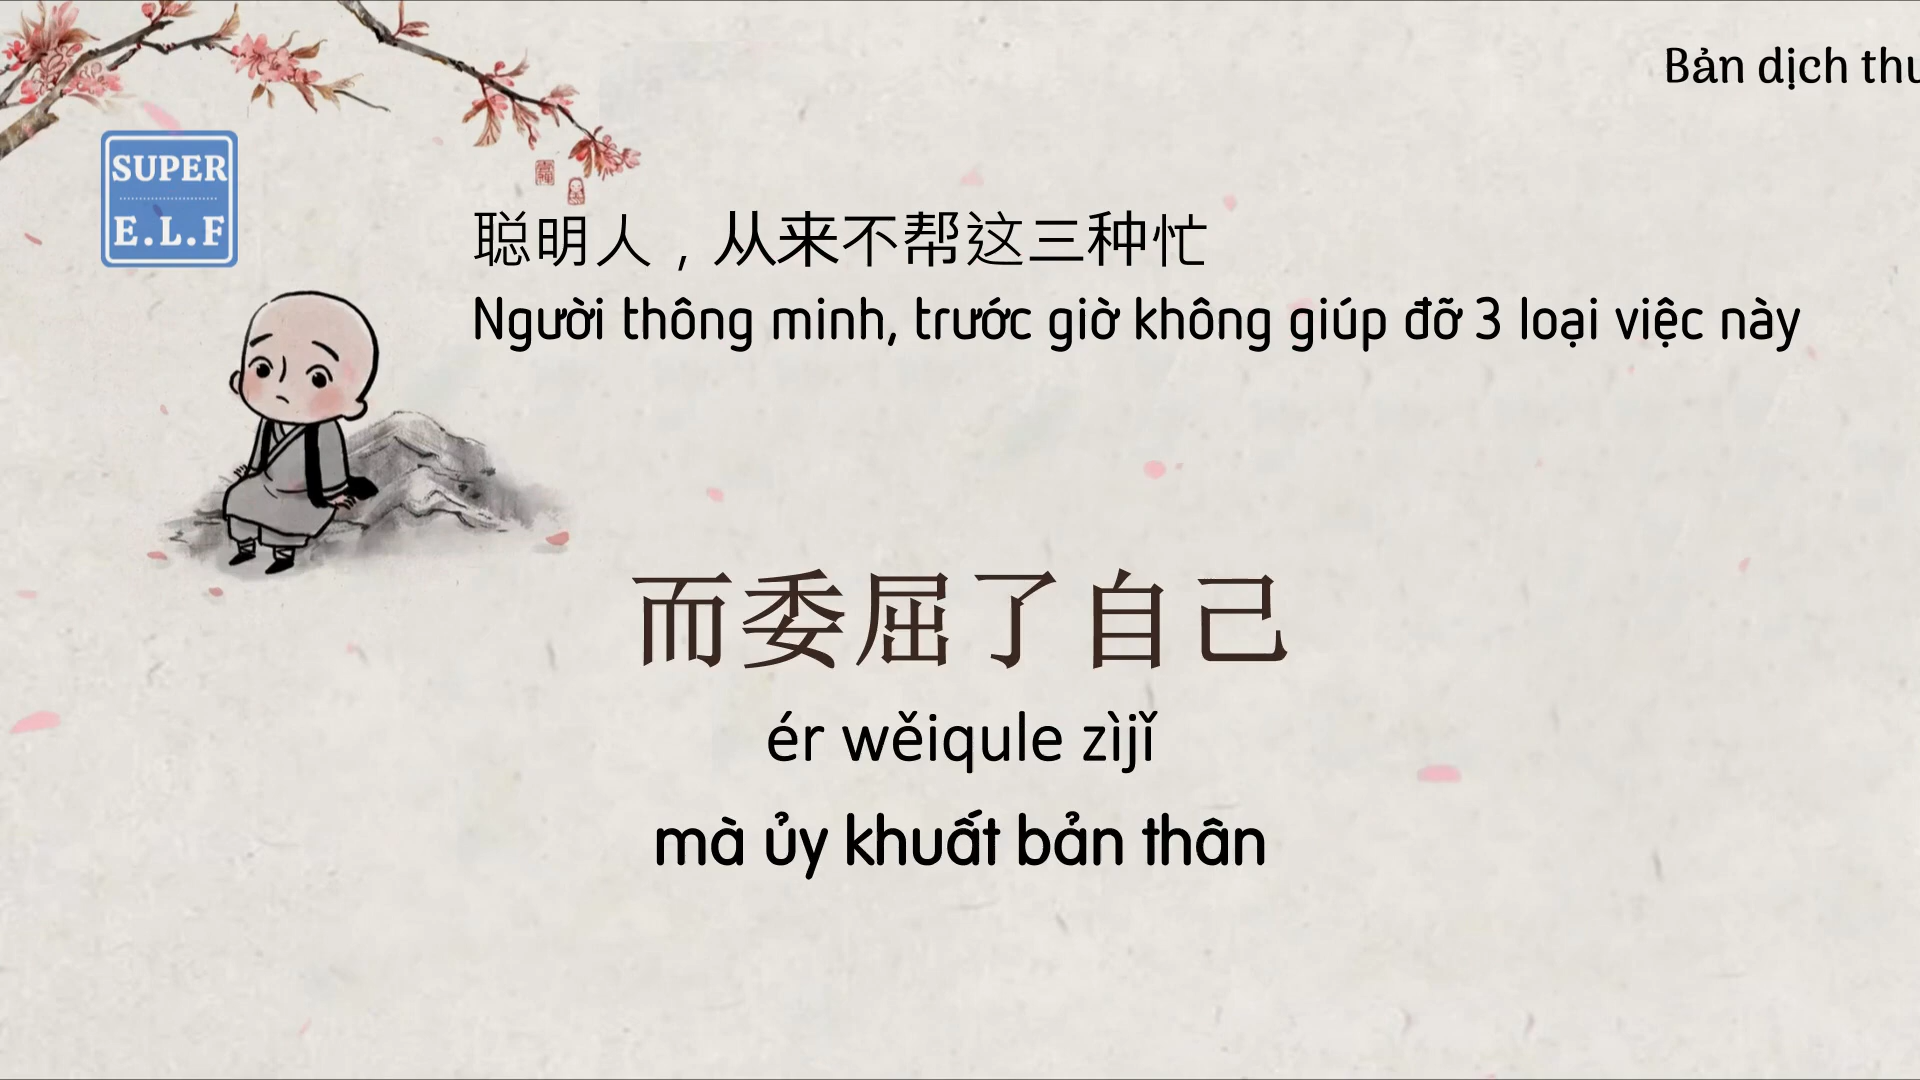 Bản dịch
SUPER
E.L.F
聪明人，从来不帮这三种忙
Người thông minh, trước giờ không giúp đỡ 3 loại việc này
而委屈了自己
ér wěiqule zìjǐ
mà ủy khuất bản thân